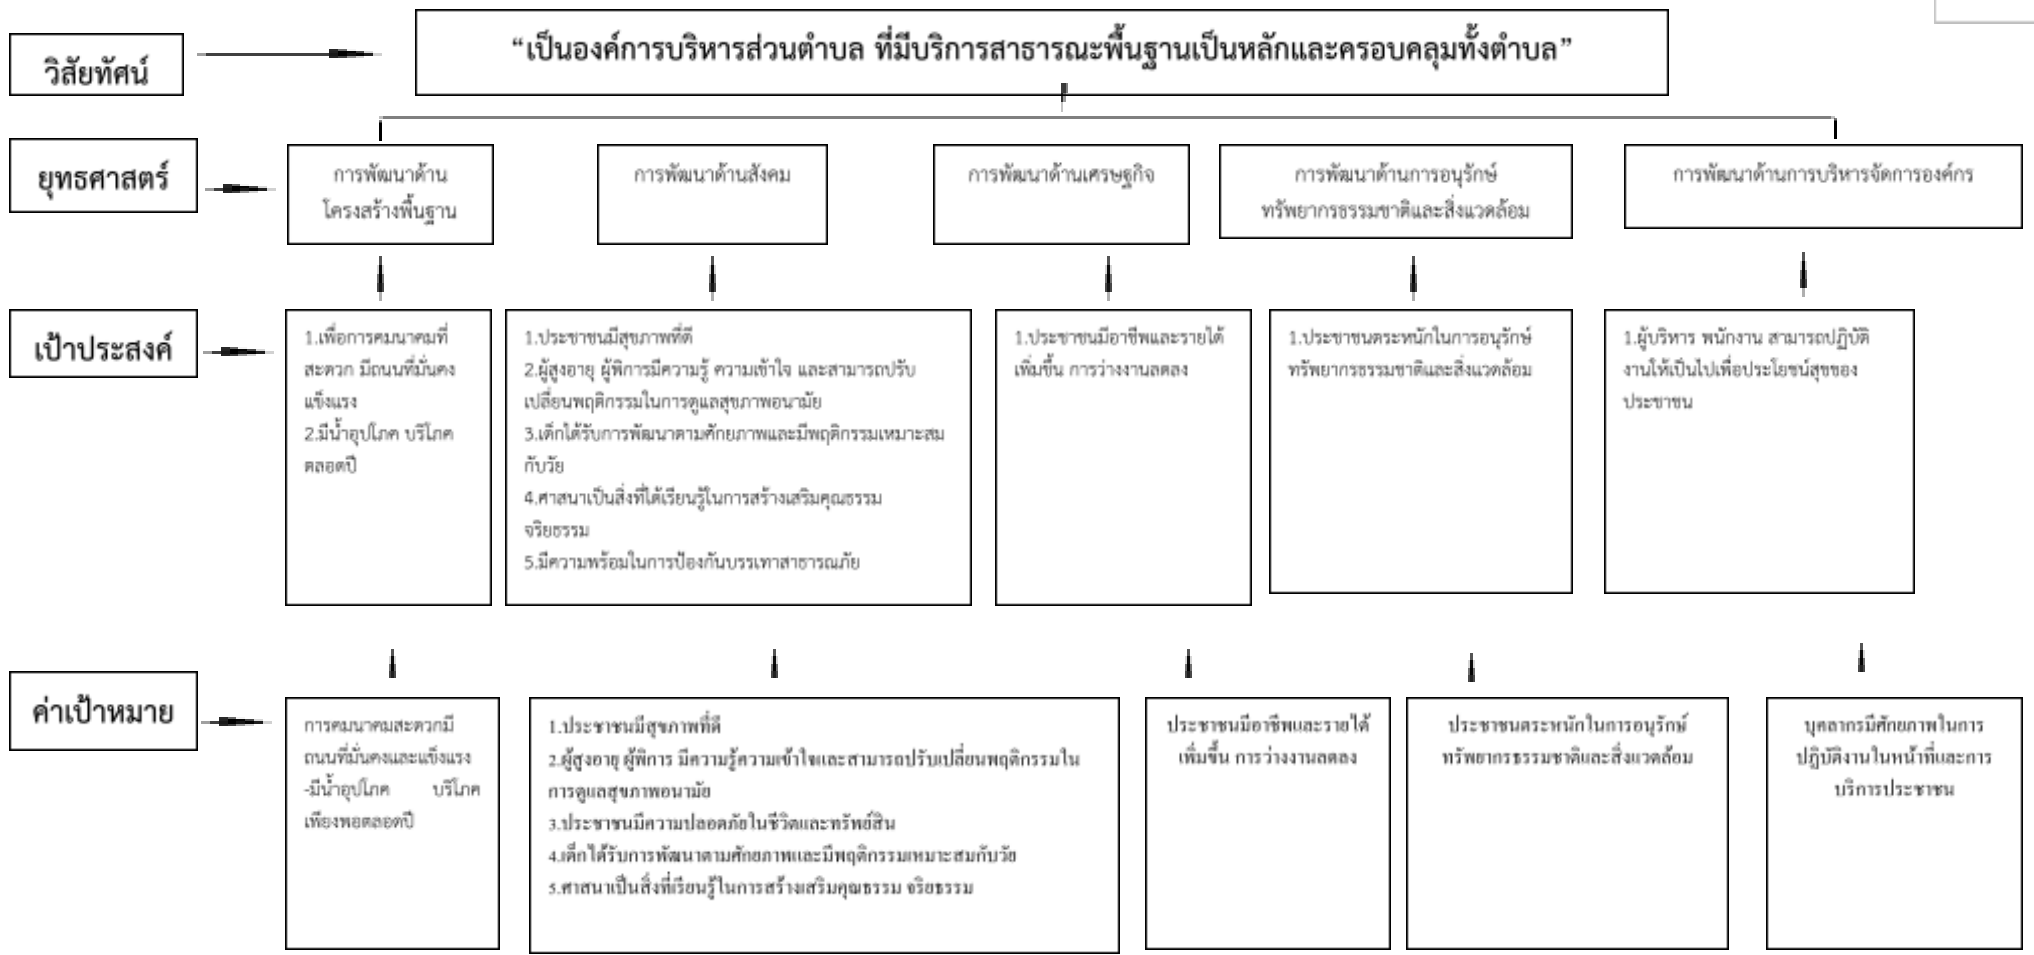 วิสัยทัศน์
“เป็นองค์การบริหารส่วนตำบล ที่มีบริการสาธารณะพื้นฐานเป็นหลักและครอบคลุมทั้งตำบล”
ยุทธศาสตร์
การพัฒนาด้าน
โครงสร้างพื้นฐาน
การพัฒนาด้านสังคม
การพัฒนาด้านเศรษฐกิจ
การพัฒนาด้านการอนุรักษ์
ทรัพยากรธรรมชาติและสิ่งแวดล้อม
การพัฒนาด้านการบริหารจัดการองค์กร
เป้าประสงค์
1.เพื่อการคมนาคมที่
สะดวก มีถนนที่มั่นคง
แข็งแรง
2.มีน้ำอุปโภค บริโภค
ตลอดปี
1.ประชาชนมีสุขภาพที่ดี
2.ผู้สูงอายุ ผู้พิการมีความรู้ ความเข้าใจ และสามารถปรับ
เปลี่ยนพฤติกรรมในการดูแลสุขภาพอนามัย
3.เด็กได้รับการพัฒนาตามศักยภาพและมีพฤติกรรมเหมาะสม
กับวัย
4.ศาสนาเป็นสิ่งที่ได้เรียนรู้ในการสร้างเสริมคุณธรรม
จริยธรรม
5.มีความพร้อมในการป้องกันบรรเทาสาธารณภัย
1.ประชาชนมีอาชีพและรายได้
เพิ่มขึ้น การว่างงานลดลง
1.ประชาชนตระหนักในการอนุรักษ์
ทรัพยากรธรรมชาติและสิ่งแวดล้อม
1.ผู้บริหาร พนักงาน สามารถปฏิบัติ
งานให้เป็นไปเพื่อประโยชน์สุขของ
ประชาชน
ค่าเป้าหมาย
การคมนาคมสะดวกมี
ถนนที่มั่นคงและแข็งแรง
-มีน้ำอุปโภค บริโภค
เพียงพอตลอดปี
1.ประชาชนมีสุขภาพที่ดี
2.ผู้สูงอายุ ผู้พิการ มีความรู้ความเข้าใจและสามารถปรับเปลี่ยนพฤติกรรมใน
การดูแลสุขภาพอนามัย
3.ประชาชนมีความปลอดภัยในชีวิตและทรัพย์สิน
4.เด็กได้รับการพัฒนาตามศักยภาพและมีพฤติกรรมเหมาะสมกับวัย
5.ศาสนาเป็นสิ่งที่เรียนรู้ในการสร้างเสริมคุณธรรม จริยธรรม
ประชาชนมีอาชีพและรายได้
เพิ่มขึ้น การว่างงานลดลง
ประชาชนตระหนักในการอนุรักษ์
ทรัพยากรธรรมชาติและสิ่งแวดล้อม
บุคลากรมีศักยภาพในการ
ปฏิบัติงานในหน้าที่และการ
บริการประชาชน